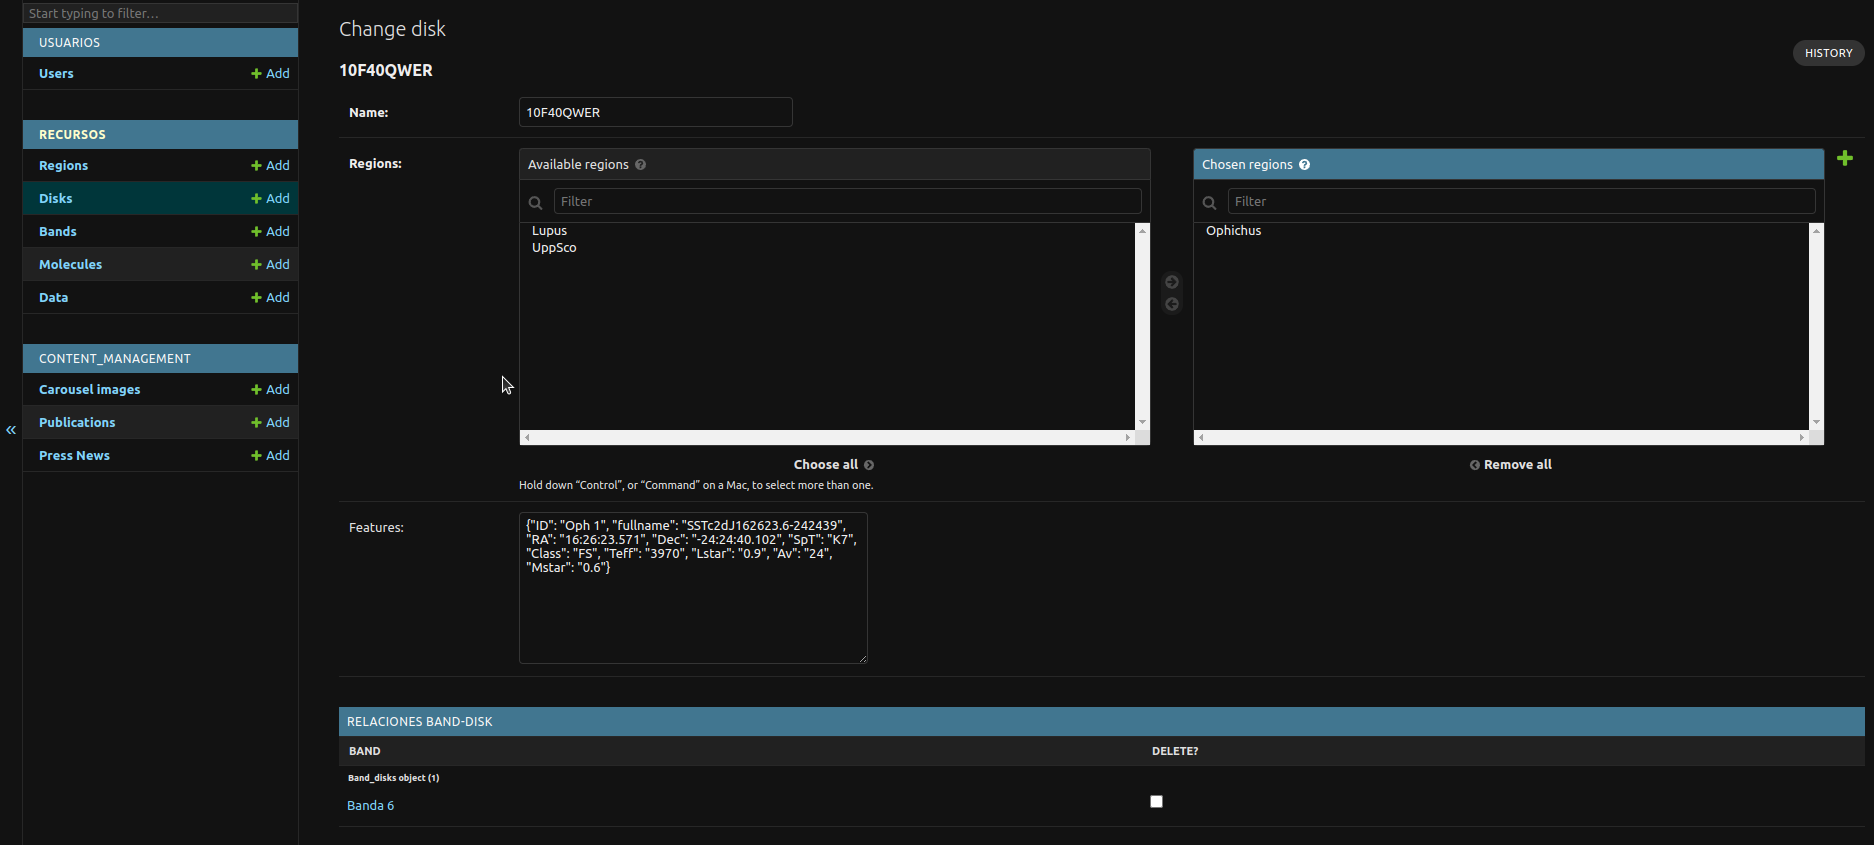 Start typing to filter...
USUARIOS
Users
Add
RECURSOS
Regions
Add
Disks
Add
Bands
Add
Molecules
Add
Data
Add
CONTENT_MANAGEMENT
Carousel images
Add
Publications
Add
Press News
Add
«
Change disk
HISTORY
10F40QWER
Name:
10F40QWER
Regions:
Available regions
Filter
Lupus
UppSco
Choose all
Hold down “Control”, or “Command” on a Mac, to select more than one.
Chosen regions
Filter
Ophichus
Remove all
Features:
{"ID": "Oph 1", "fullname": "SSTc2dJ162623.6-242439",
"RA": "16:26:23.571", "Dec": "-24:24:40.102", "SpT": "K7",
"Class": "FS", "Teff": "3970", "Lstar": "0.9", "Av": "24",
"Mstar": "0.6"}
RELACIONES BAND-DISK
BAND
DELETE?
Band_disks object (1)
Banda 6